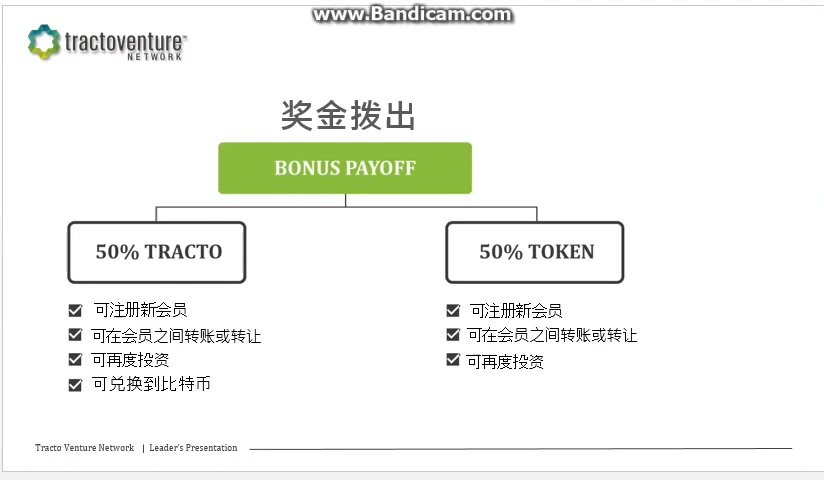 www.Bandicam.com
tractoventure™
NETWORK
奖金拨出
BONUS PAYOFF
50% TRACTO
50% TOKEN
可注册新会员
可在会员之间转账或转让
可再度投资
可兑换到比特币
可注册新会员
可在会员之间转账或转让
可再度投资
Tracto Venture Network | Leader's Presentation